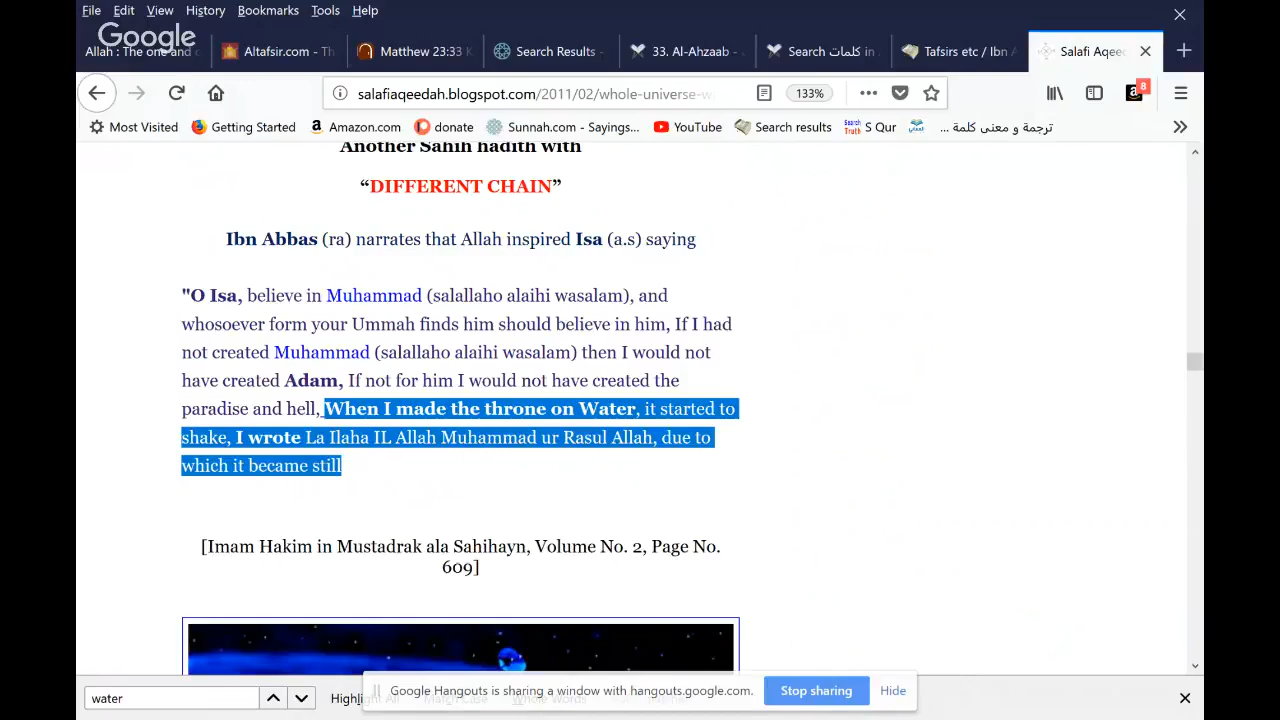 File Edit View History Bookmarks Tools Help
Google
Allah : The one and o
Altafsir.com - Th
Matthew 23:33 K
Search Results -
33. Al-Ahzaab -
Search كلمات in
Tafsirs etc / Ibn A
Salafi Aqee
salafiaqeedah.blogspot.com/2011/02/whole-universe-w
133%
8
Most Visited Getting Started Amazon.com donate Sunnah.com - Sayings... YouTube Search results S Qur ترجمة و معنى كلمة ...
Another Sahih hadith with
“DIFFERENT CHAIN”
Ibn Abbas (ra) narrates that Allah inspired Isa (a.s) saying
"O Isa, believe in Muhammad (salallaho alaihi wasalam), and
whosoever form your Ummah finds him should believe in him, If I had
not created Muhammad (salallaho alaihi wasalam) then I would not
have created Adam, If not for him I would not have created the
paradise and hell, When I made the throne on Water, it started to
shake, I wrote La Ilaha IL Allah Muhammad ur Rasul Allah, due to
which it became still
[Imam Hakim in Mustadrak ala Sahihayn, Volume No. 2, Page No.
609]
Google Hangouts is sharing a window with hangouts.google.com. Stop sharing Hide
water